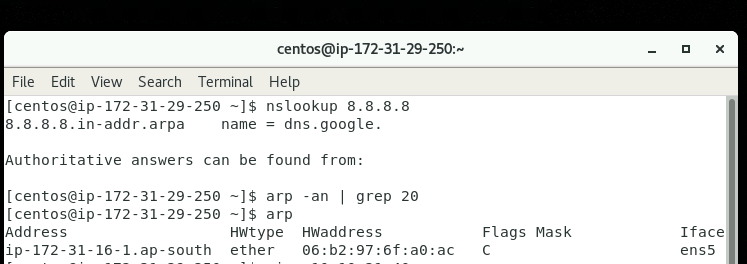 centos@ip-172-31-29-250:~
File Edit View Search Terminal Help
[centos@ip-172-31-29-250 ~]$ nslookup 8.8.8.8
8.8.8.8.in-addr.arpa    name = dns.google.
Authoritative answers can be found from:
[centos@ip-172-31-29-250 ~]$ arp -an | grep 20
[centos@ip-172-31-29-250 ~]$ arp
Address                  HWtype  HWaddress           Flags Mask            Iface
ip-172-31-16-1.ap-south  ether   06:b2:97:6f:a0:ac   C                     ens5